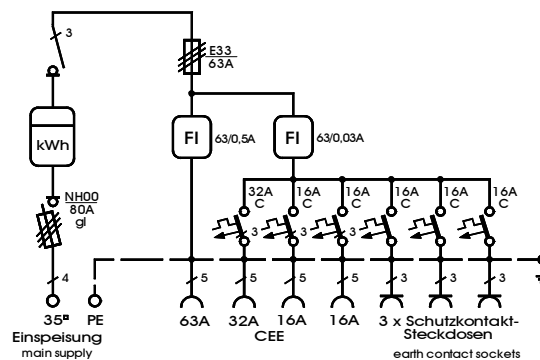 3
E33
63A
kWh
FI
63/0,5A
FI
63/0,03A
NH00
80A
gl
32A 16A 16A 16A 16A 16A
C C C C C C
3 3 3
4
5 5 5 5 3 3 3
35□ PE 63A 32A 16A 16A 3 x Schutzkontakt-
Steckdosen
Einspeisung
main supply
CEE
earth contact sockets